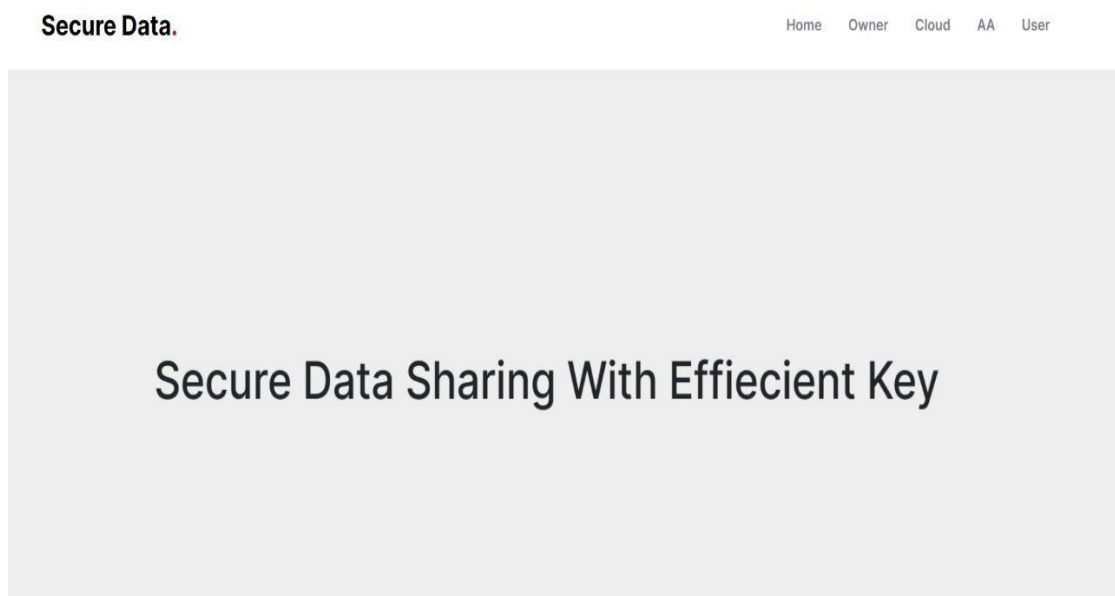 Secure Data.
Home Owner Cloud AA User
Secure Data Sharing With Effiecient Key